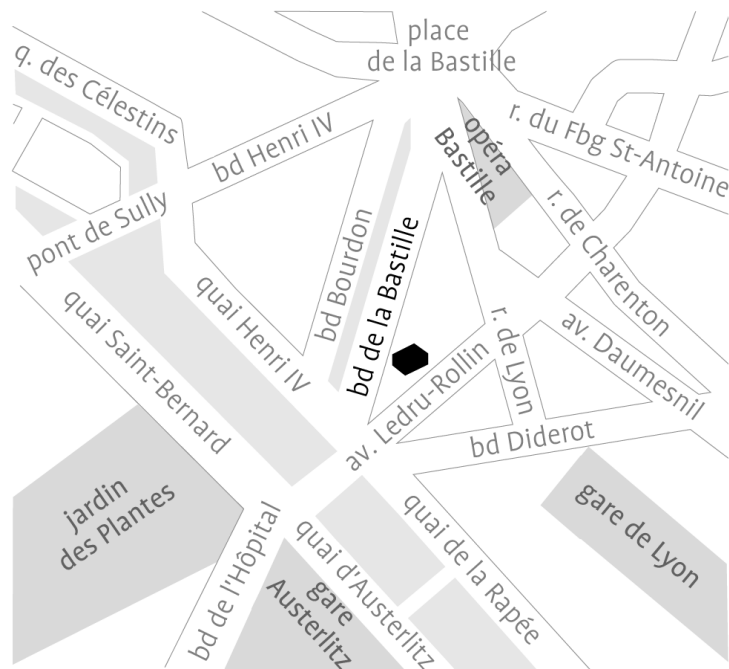 place
de la Bastille
q. des Célestins
bd Henri IV
opéra
Bastille
r. du Fbg St-Antoine
pont de Sully
r. de Charenton
bd Bourdon
bd de la Bastille
quai Henri IV
quai Saint-Bernard
r. de Lyon
av. Daumesnil
av. Ledru-Rollin
bd Diderot
jardin
des Plantes
gare de Lyon
quai de la Rapée
bd de l'Hôpital
quai d'Austerlitz
gare
Austerlitz